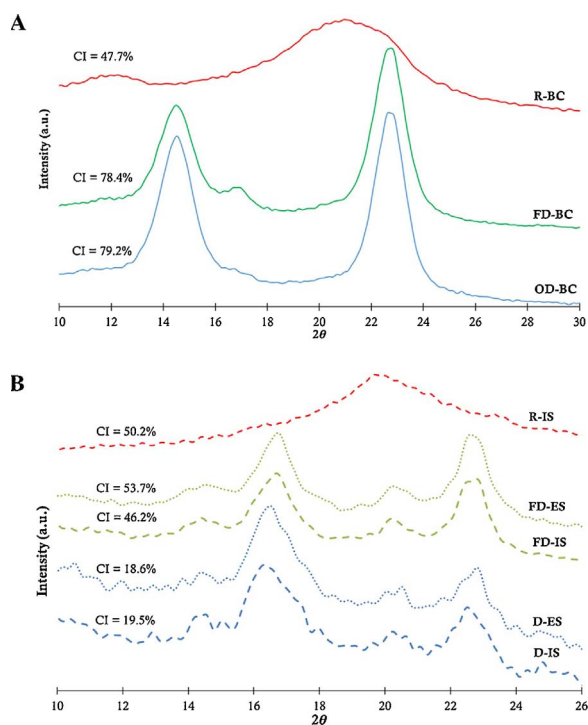 A
CI = 47.7%
R-BC
CI = 78.4%
FD-BC
CI = 79.2%
OD-BC
Intensity (a.u.)
10 12 14 16 18 20 22 24 26 28 30
2θ
B
R-IS
CI = 50.2%
CI = 53.7%
FD-ES
CI = 46.2%
FD-IS
CI = 18.6%
D-ES
CI = 19.5%
D-IS
Intensity (a.u.)
10 12 14 16 18 20 22 24 26
2θ